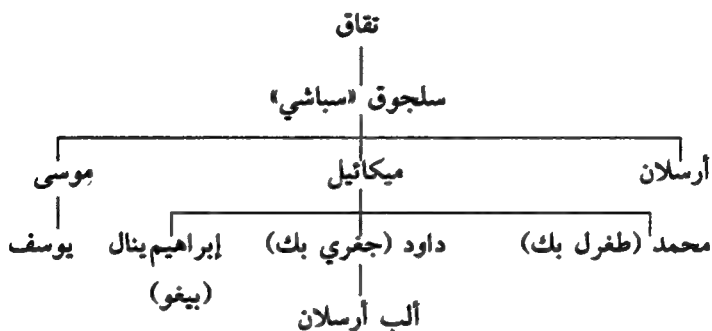 تقاق
سلجوق «سباشي»
أرسلان ميكائيل موسى
محمد (طغرل بك) داود (جغري بك) إبراهيم ينال يوسف
(بيغو)
ألب أرسلان